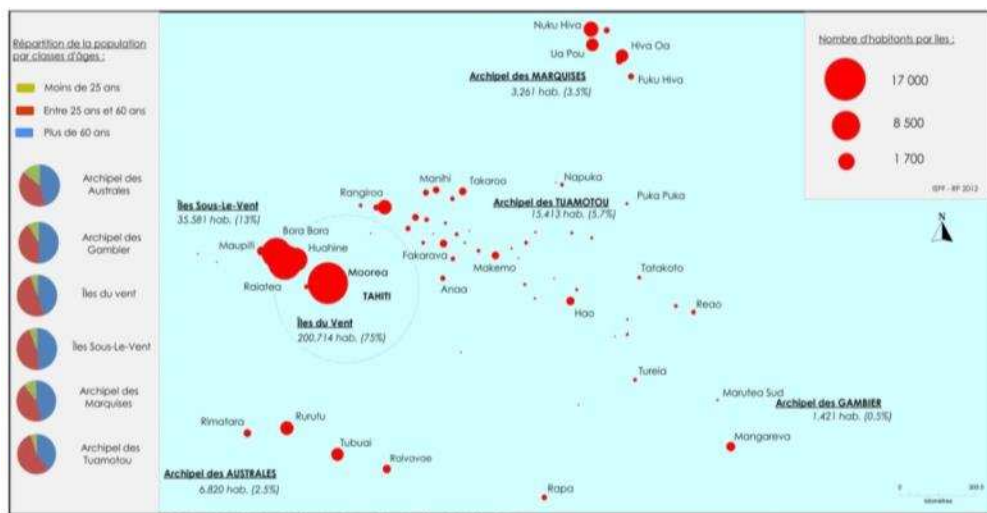 Répartition de la population
par classes d'âges :
Moins de 25 ans
Entre 25 ans et 60 ans
Plus de 60 ans
Archipel des
Australes
Archipel des
Gambier
Îles du vent
Îles Sous-Le-Vent
Archipel des
Marquises
Archipel des
Tuamotou
Nuku Hiva
Ua Pou
Hiva Oa
Fuku Hiva
Archipel des MARQUISES
3.261 hab. (3.5%)
Nombre d'habitants par îles :
17 000
8 500
1 700
ISPF - RP 2012
N
Îles Sous-Le-Vent
35.581 hab. (13%)
Rangiroa
Manihi
Takaroa
Napuka
Puka Puka
Archipel des TUAMOTOU
15.413 hab. (5,7%)
Bora Bora
Maupiti
Huahine
Raiatea
Moorea
TAHITI
Îles du Vent
200.714 hab. (75%)
Fakarava
Makemo
Anaa
Tatakoto
Hao
Reao
Tureia
Marutea Sud
Archipel des GAMBIER
1.421 hab. (0.5%)
Mangareva
Rimatara
Rurutu
Tubuai
Raivavae
Archipel des AUSTRALES
6.820 hab. (2.5%)
Rapa
0
kilomètres